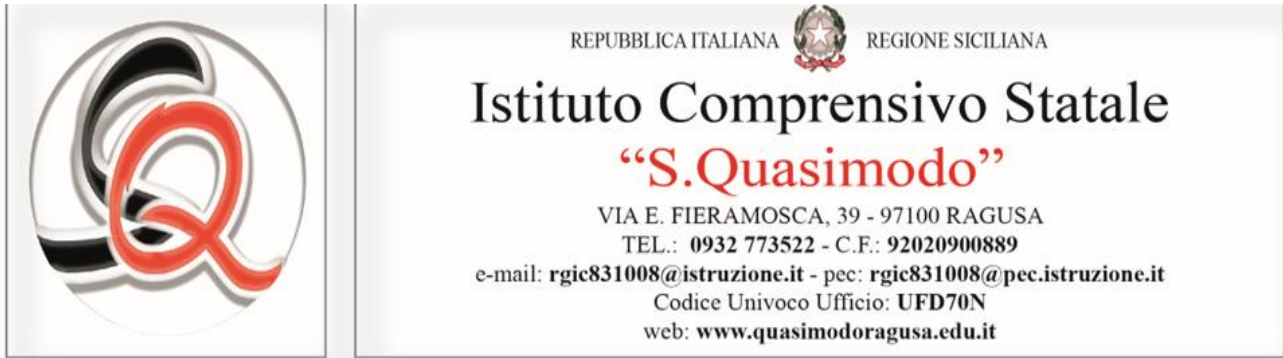 SQ
REPUBBLICA ITALIANA REGIONE SICILIANA
Istituto Comprensivo Statale
“S.Quasimodo”
VIA E. FIERAMOSCA, 39 - 97100 RAGUSA
TEL.: 0932 773522 - C.F.: 92020900889
e-mail: rgic831008@istruzione.it - pec: rgic831008@pec.istruzione.it
Codice Univoco Ufficio: UFD70N
web: www.quasimodoragusa.edu.it